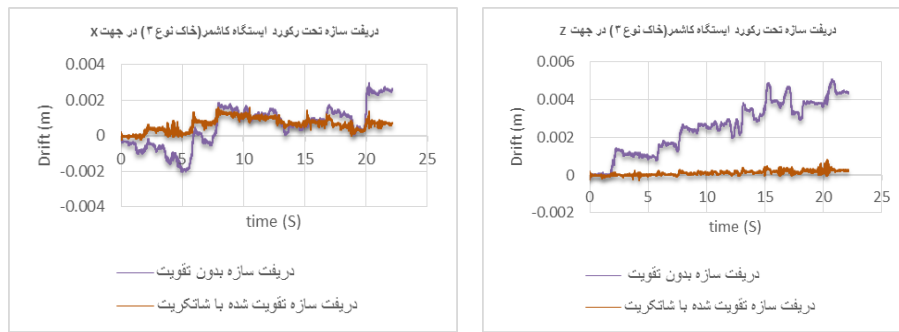 دریفت سازه تحت رکورد ایستگاه کاشمر(خاک نوع ۳) در جهت x
0.004
0.002
0
-0.002
-0.004
0 5 10 15 20 25
Drift (m)
time (S)
دریفت سازه بدون تقویت
دریفت سازه تقویت شده با شاتکریت
دریفت سازه تحت رکورد ایستگاه کاشمر(خاک نوع ۳) در جهت z
0.006
0.004
0.002
0
-0.002
0 5 10 15 20 25
Drift (m)
time (S)
دریفت سازه بدون تقویت
دریفت سازه تقویت شده با شاتکریت